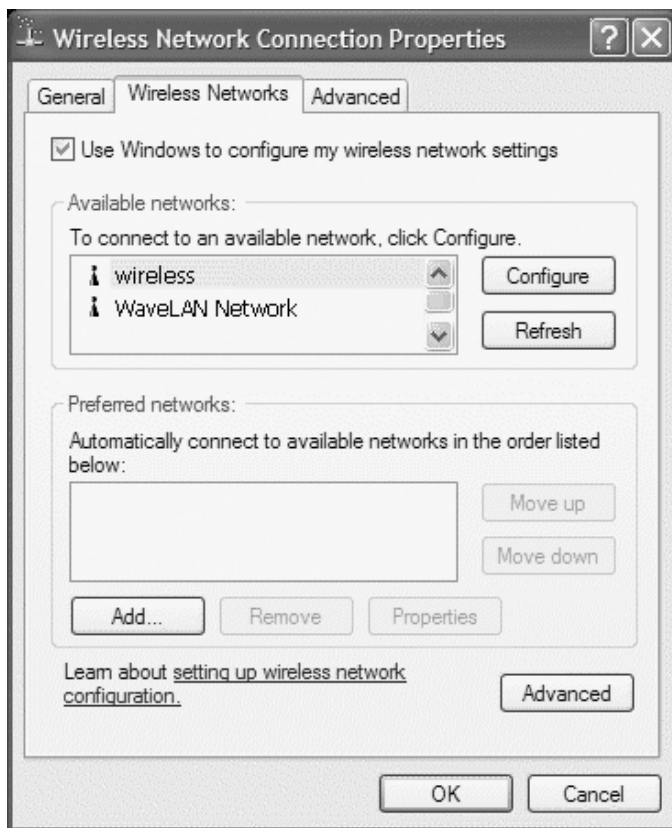 Wireless Network Connection Properties
General Wireless Networks Advanced
Use Windows to configure my wireless network settings
Available networks:
To connect to an available network, click Configure.
wireless
WaveLAN Network
Configure
Refresh
Preferred networks:
Automatically connect to available networks in the order listed
below:
Move up
Move down
Add... Remove Properties
Learn about setting up wireless network
configuration.
Advanced
OK Cancel